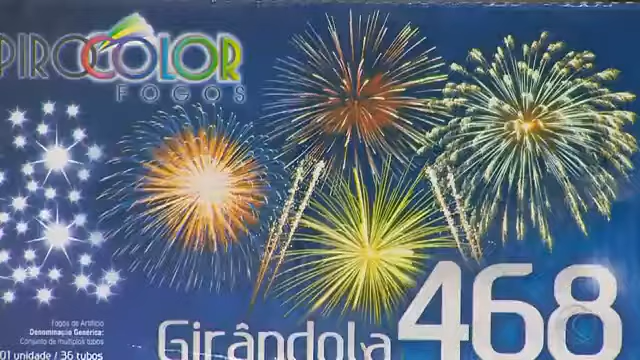 PIROCOLOR
FOGOS
Fogos de Artifício
Denominação Genérica:
Conjunto de múltiplos tubos
01 unidade / 36 tubos
Girândola 468